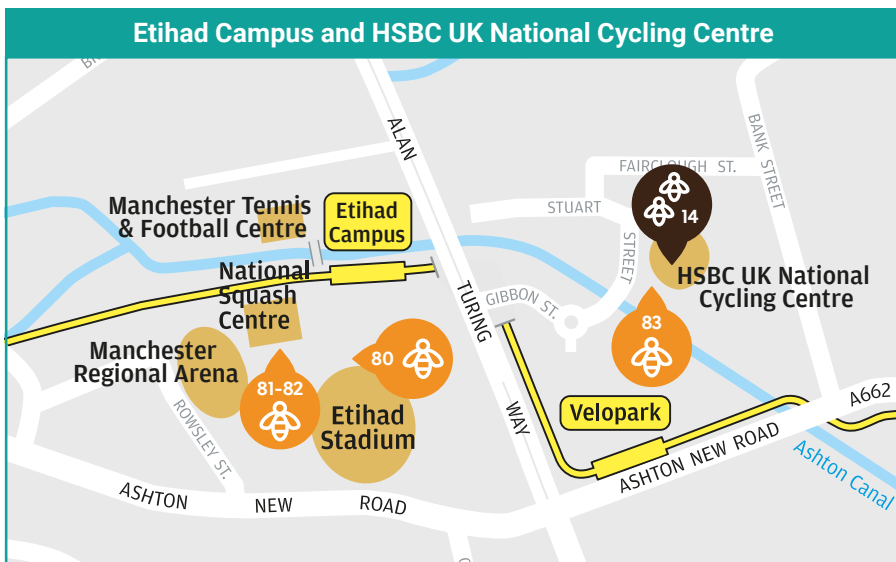 Etihad Campus and HSBC UK National Cycling Centre
ALAN
TURING
WAY
BANK STREET
FAIRCLOUGH ST.
STUART
STREET
GIBBON ST.
14
HSBC UK National
Cycling Centre
Manchester Tennis
& Football Centre
Etihad
Campus
National
Squash
Centre
Manchester
Regional Arena
81-82
80
83
Etihad
Stadium
Velopark
ROWSLEY ST.
ASHTON NEW ROAD
ASHTON NEW ROAD
A662
Ashton Canal